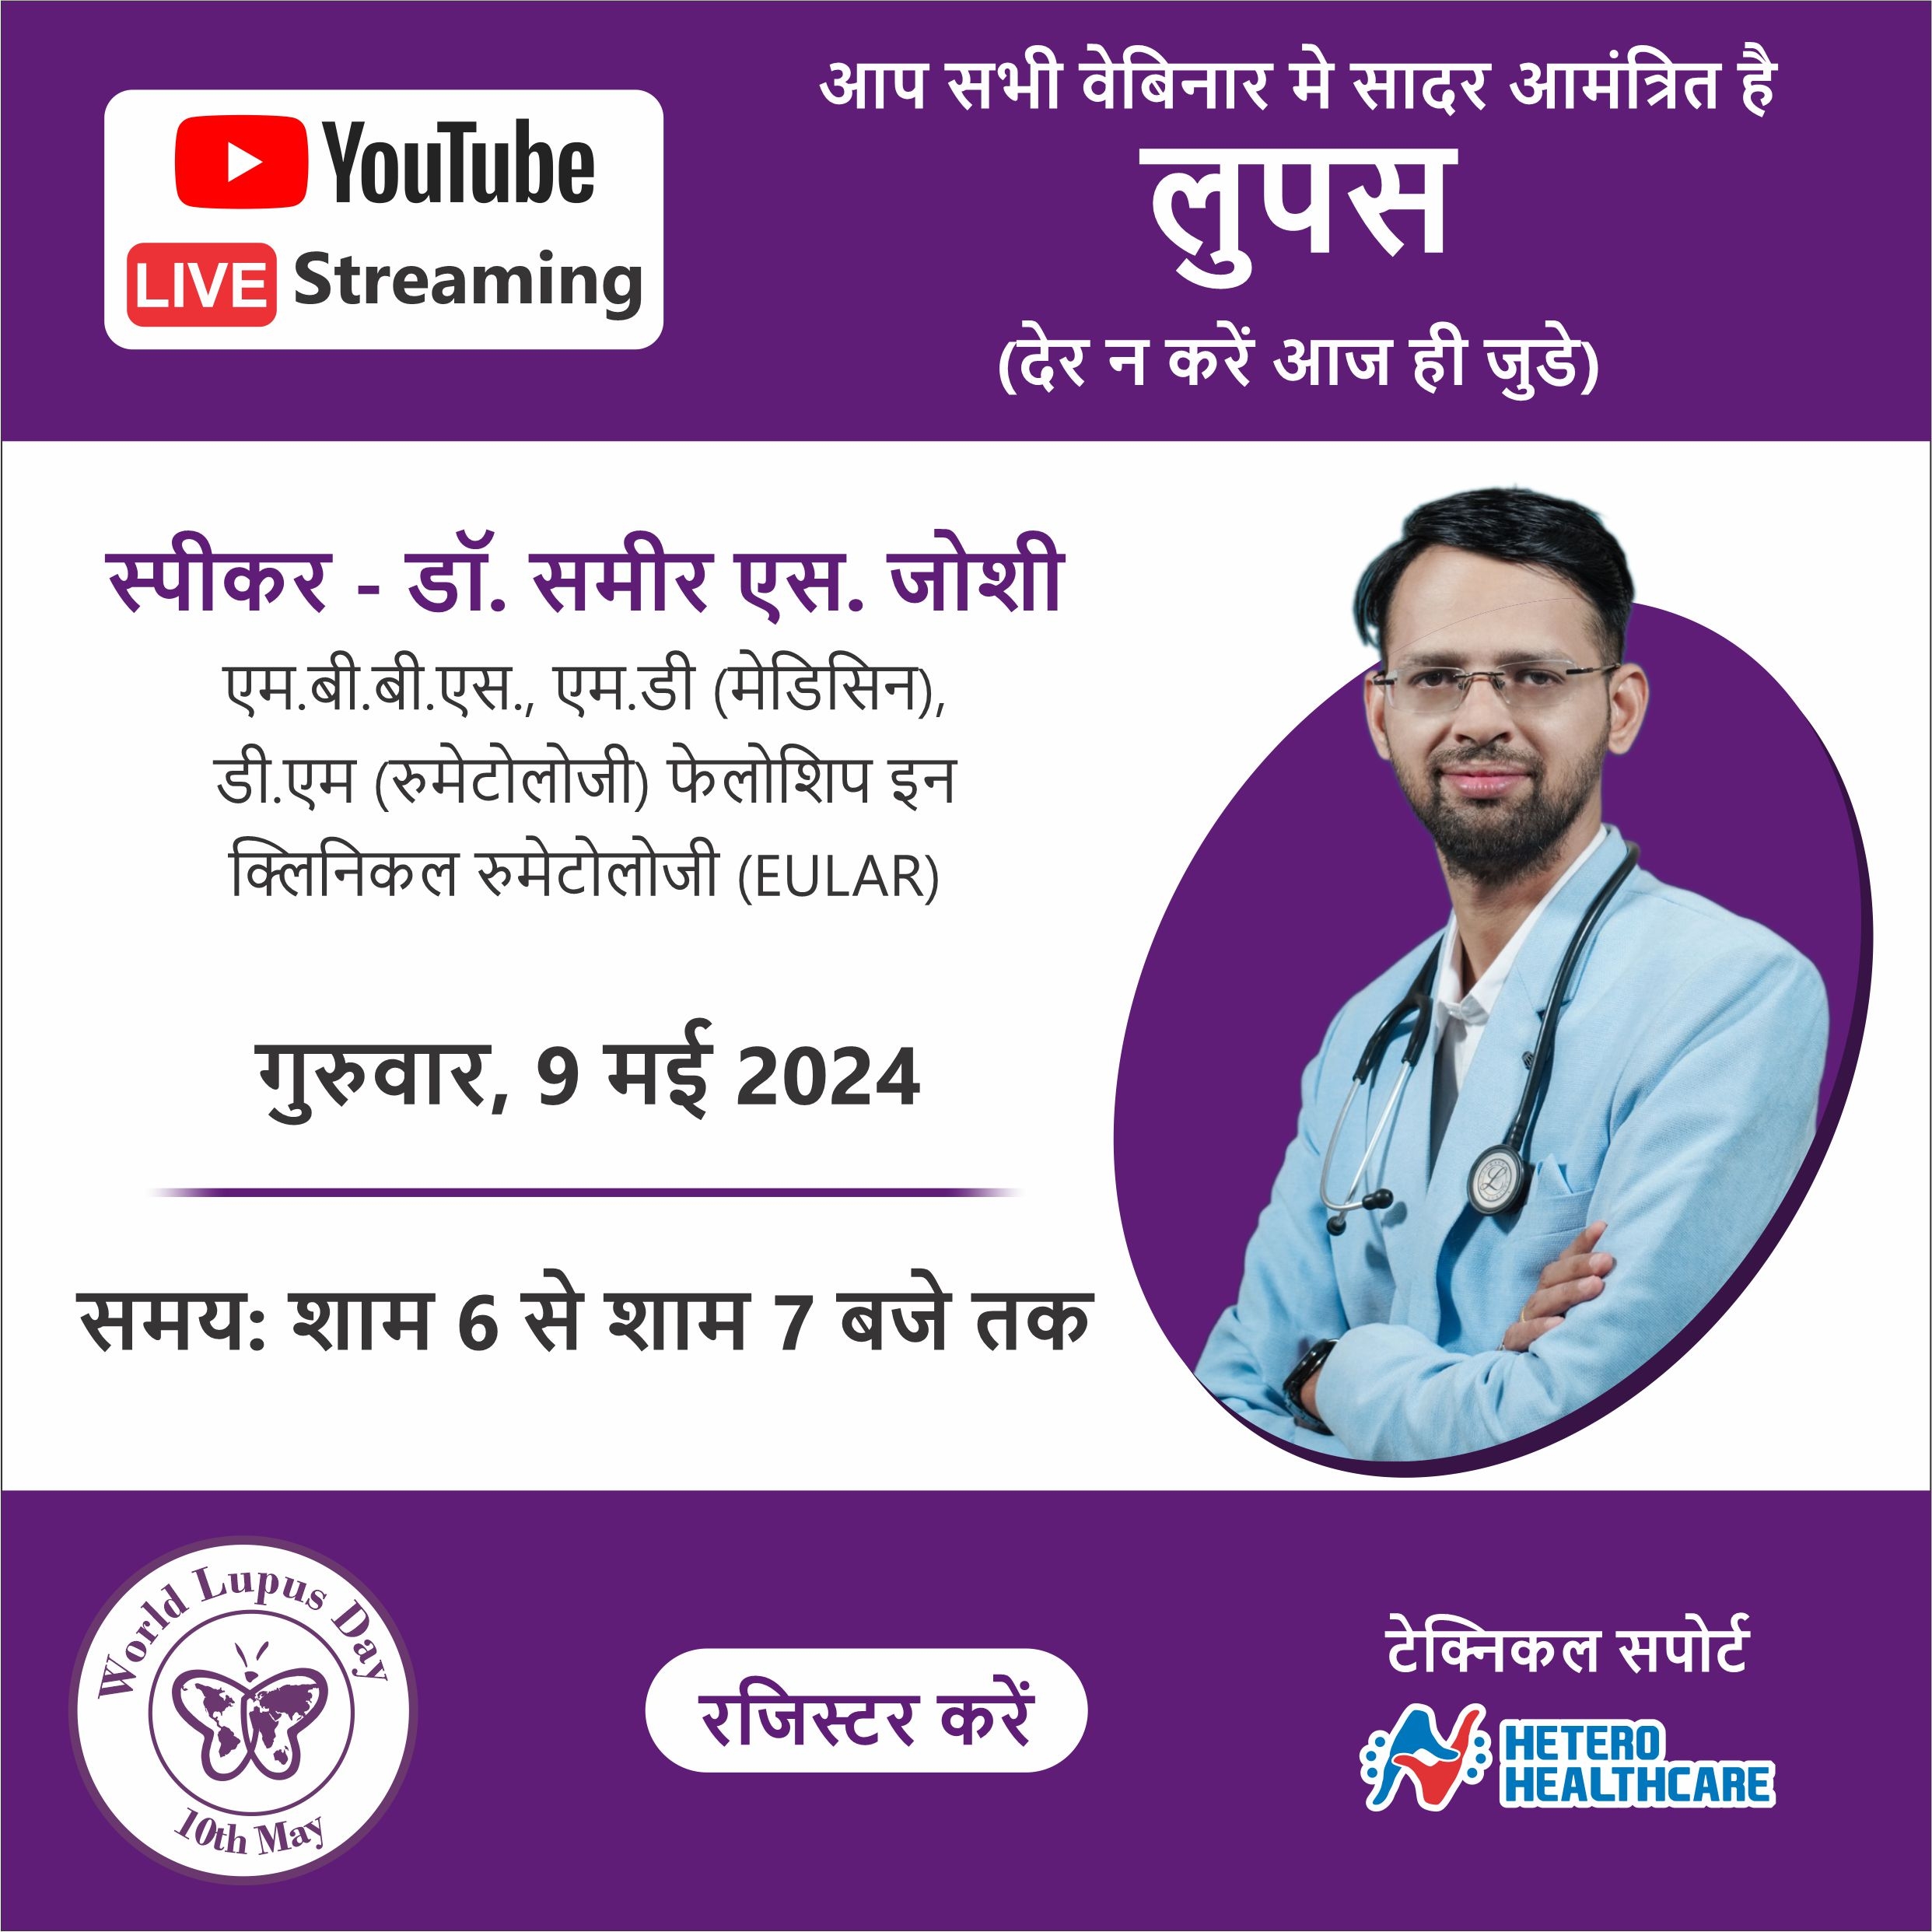 YouTube
LIVE Streaming
आप सभी वेबिनार मे सादर आमंत्रित है
लुपस
(देर न करें आज ही जुडे)
स्पीकर - डॉ. समीर एस. जोशी
एम.बी.बी.एस., एम.डी (मेडिसिन),
डी.एम (रुमेटोलोजी) फेलोशिप इन
क्लिनिकल रुमेटोलोजी (EULAR)
गुरुवार, 9 मई 2024
समय: शाम 6 से शाम 7 बजे तक
World Lupus Day
10th May
रजिस्टर करें
टेक्निकल सपोर्ट
HETERO
HEALTHCARE